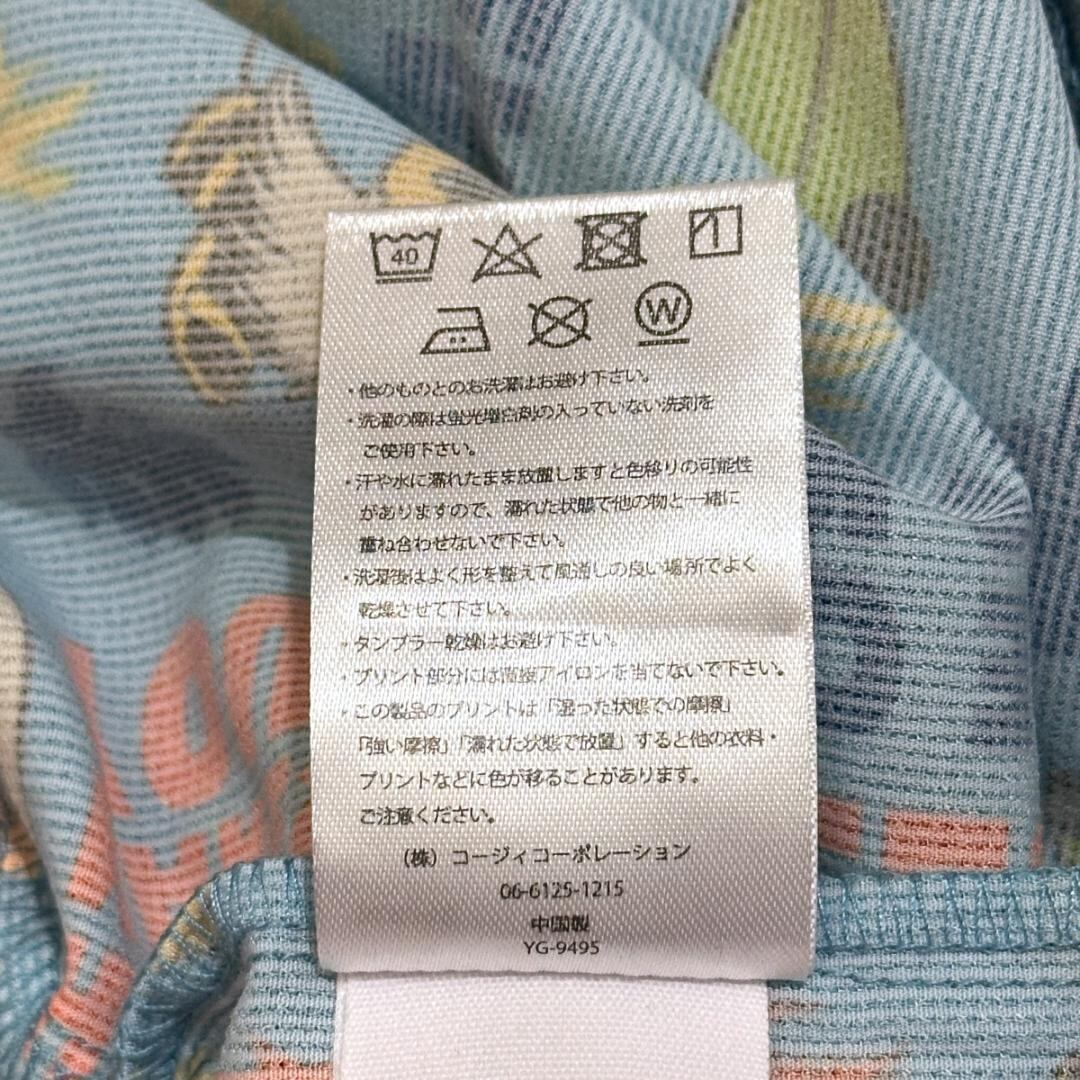 40
W
・他のものとのお洗濯はお避け下さい。
・洗濯の際は蛍光増白剤の入っていない洗剤を
ご使用下さい。
・汗や水に濡れたまま放置しますと色移りの可能性
がありますので、濡れた状態で他の物と一緒に
重ね合わせないで下さい。
・洗濯後はよく形を整えて風通しの良い場所でよく
乾燥させて下さい。
・タンブラー乾燥はお避け下さい。
・プリント部分には直接アイロンを当てないで下さい。
・この製品のプリントは「湿った状態での摩擦」
「強い摩擦」「濡れた状態で放置」すると他の衣料・
プリントなどに色が移ることがあります。
ご注意ください。
（株）コージィコーポレーション
06-6125-1215
中国製
YG-9495